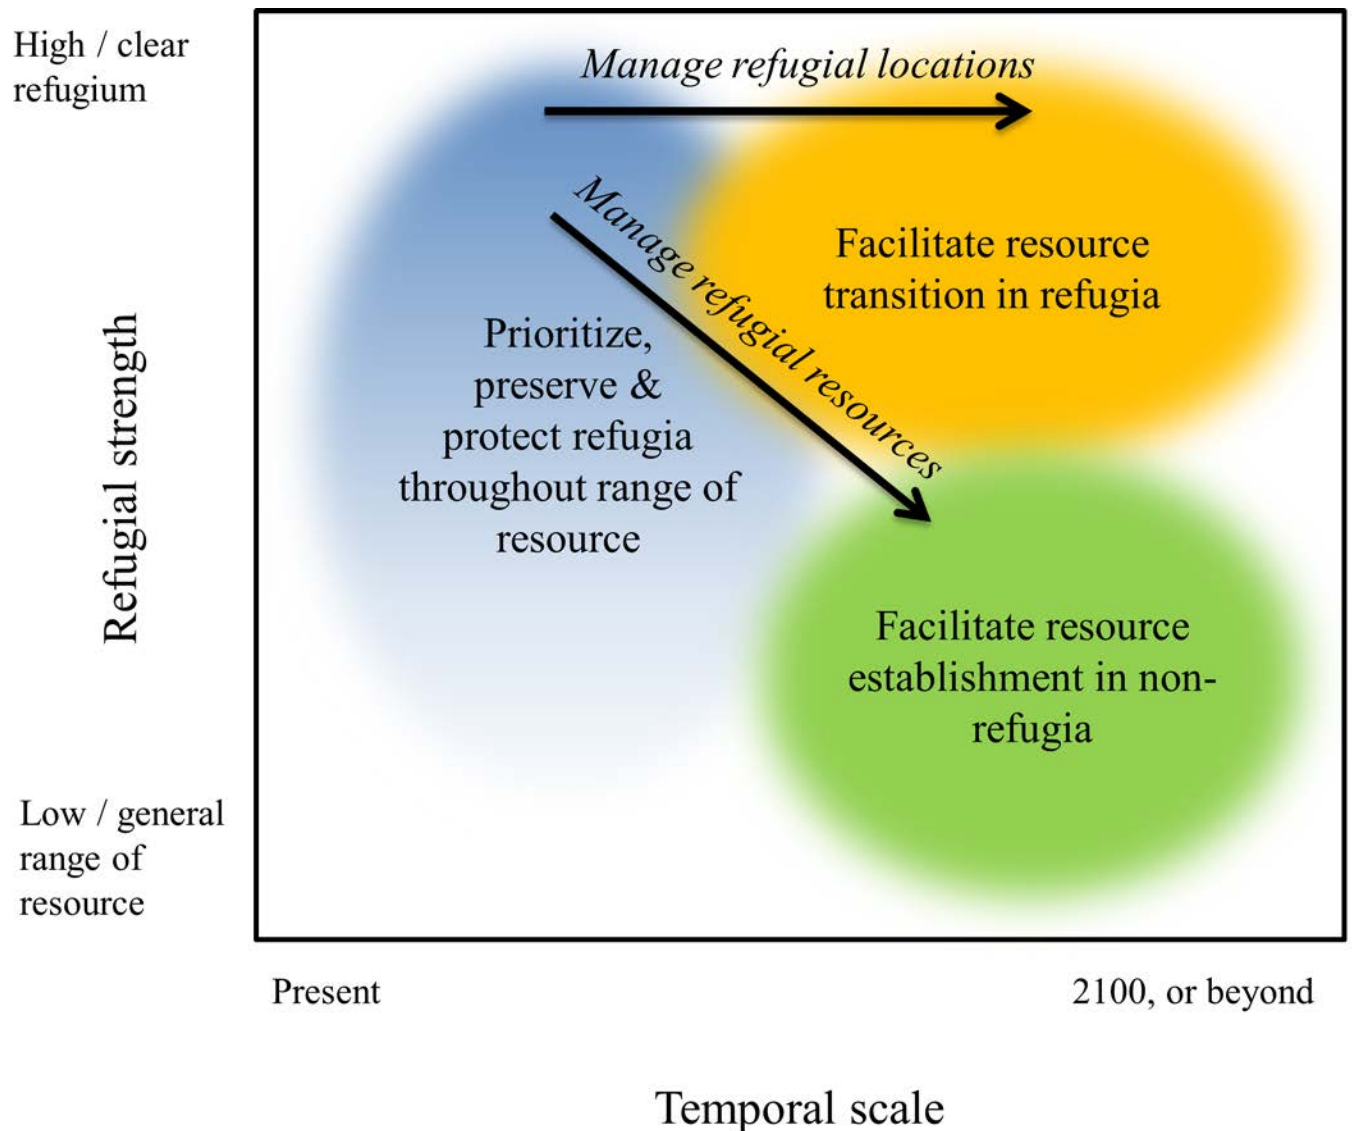 High / clear
refugium
Manage refugial locations
Manage refugial resources
Facilitate resource
transition in refugia
Prioritize,
preserve &
protect refugia
throughout range of
resource
Refugial strength
Facilitate resource
establishment in non-
refugia
Low / general
range of
resource
Present
2100, or beyond
Temporal scale